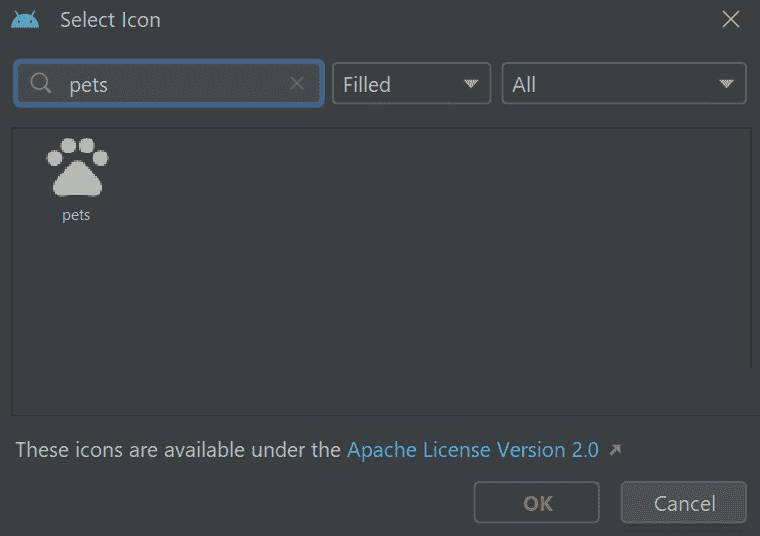 Select Icon
pets
Filled
All
pets
These icons are available under the Apache License Version 2.0
OK
Cancel